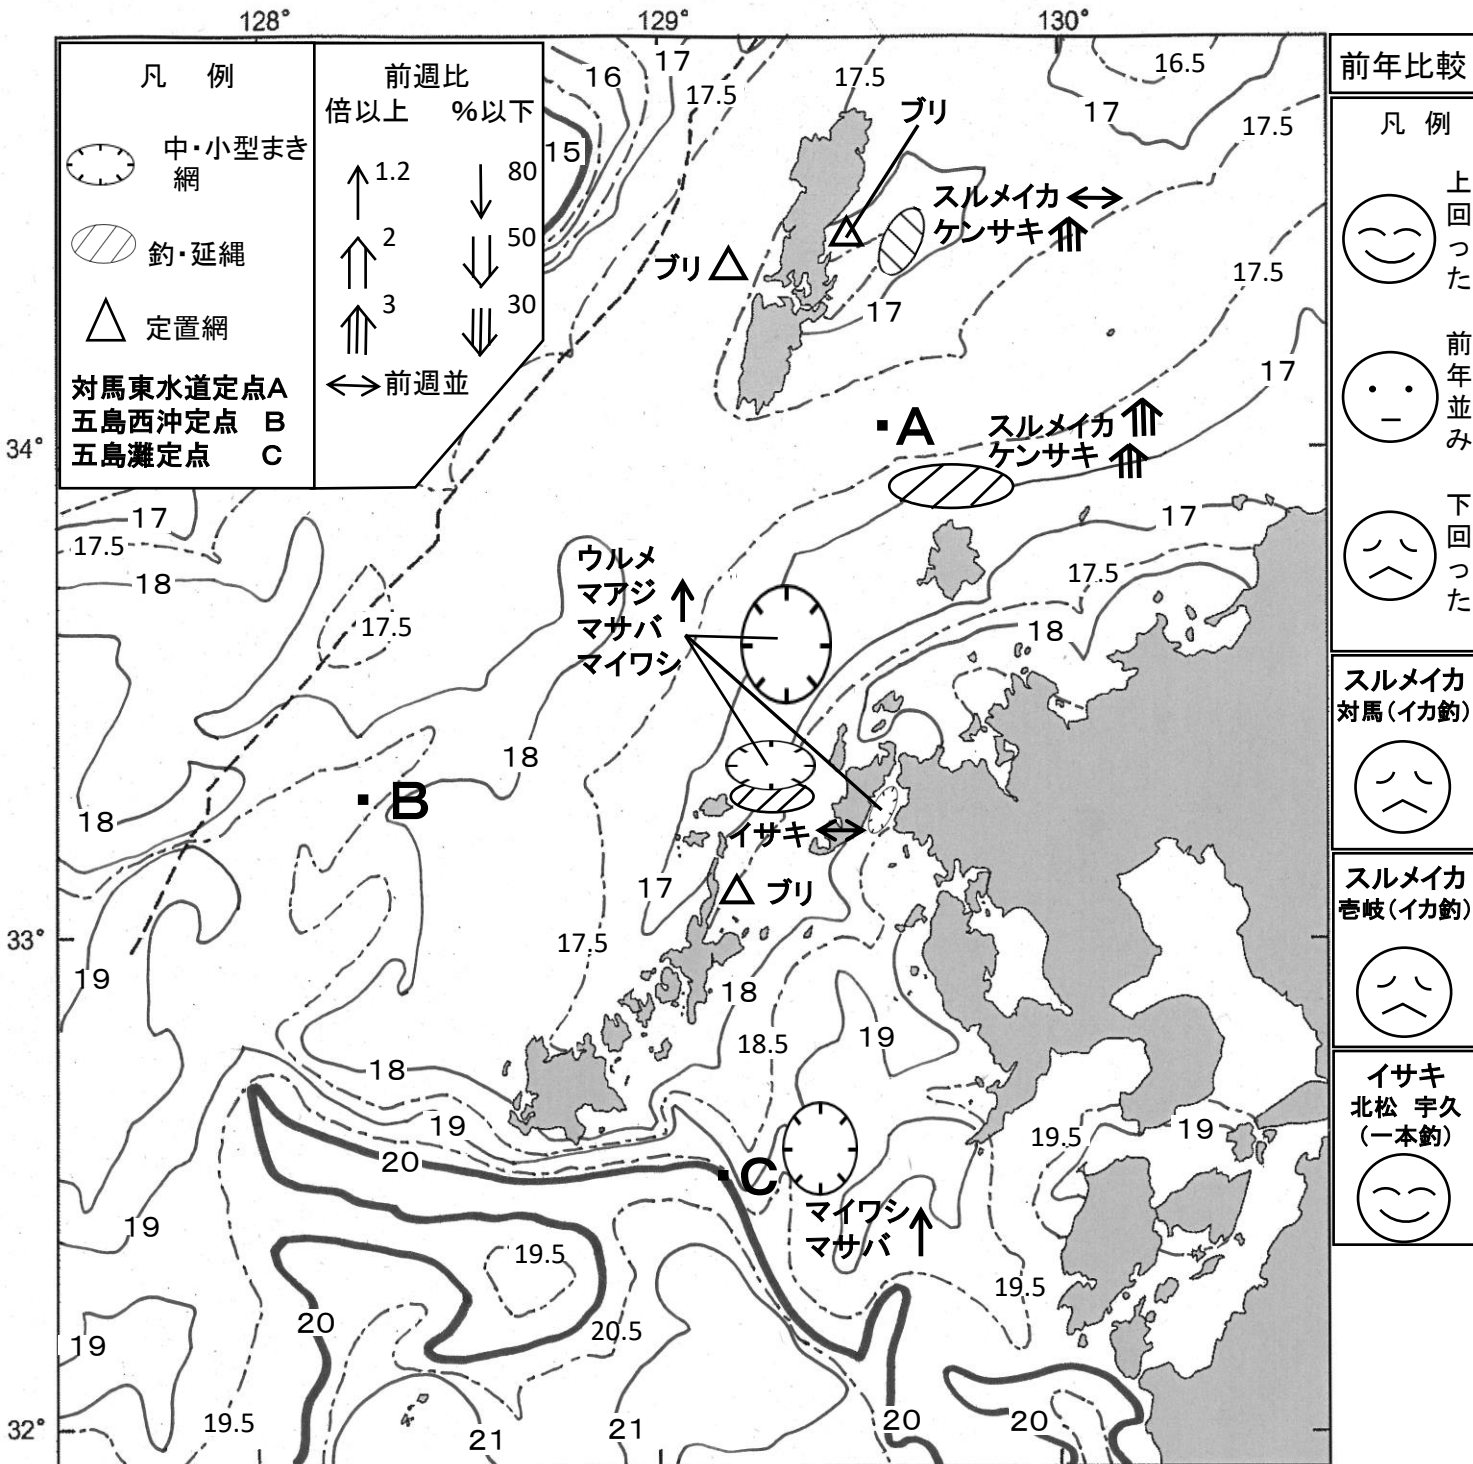 128°
129°
130°
34°
33°
32°
凡 例
中・小型まき
網
釣・延縄
定置網
対馬東水道定点A
五島西沖定点 B
五島灘定点 C
前週比
倍以上 %以下
1.2 80
2 50
3 30
前週並
16
17
17.5
15
17.5
16.5
17
17.5
ブリ
スルメイカ
ケンサキ
ブリ
17.5
17
17
A
スルメイカ
ケンサキ
17
17.5
18
17.5
ウルメ
マアジ
マサバ
マイワシ
17
17.5
18
18
B
18
イサキ
17
ブリ
17.5
19
18
18.5
19
18
19
20
C
19.5
19
マイワシ
マサバ
19
19.5
19.5
20
20.5
19
19.5
21
21
20
20
前年比較
凡 例
上回った
前年並み
下回った
スルメイカ
対馬(イカ釣)
スルメイカ
壱岐(イカ釣)
イサキ
北松 宇久
(一本釣)